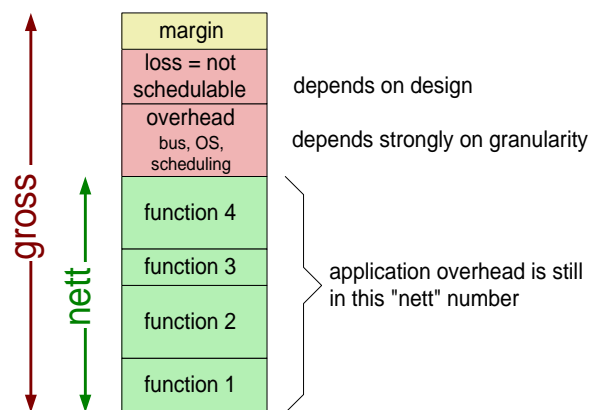 margin
loss = not
schedulable
depends on design
overhead
bus, OS,
scheduling
depends strongly on granularity
gross
nett
function 4
function 3
function 2
function 1
application overhead is still
in this "nett" number